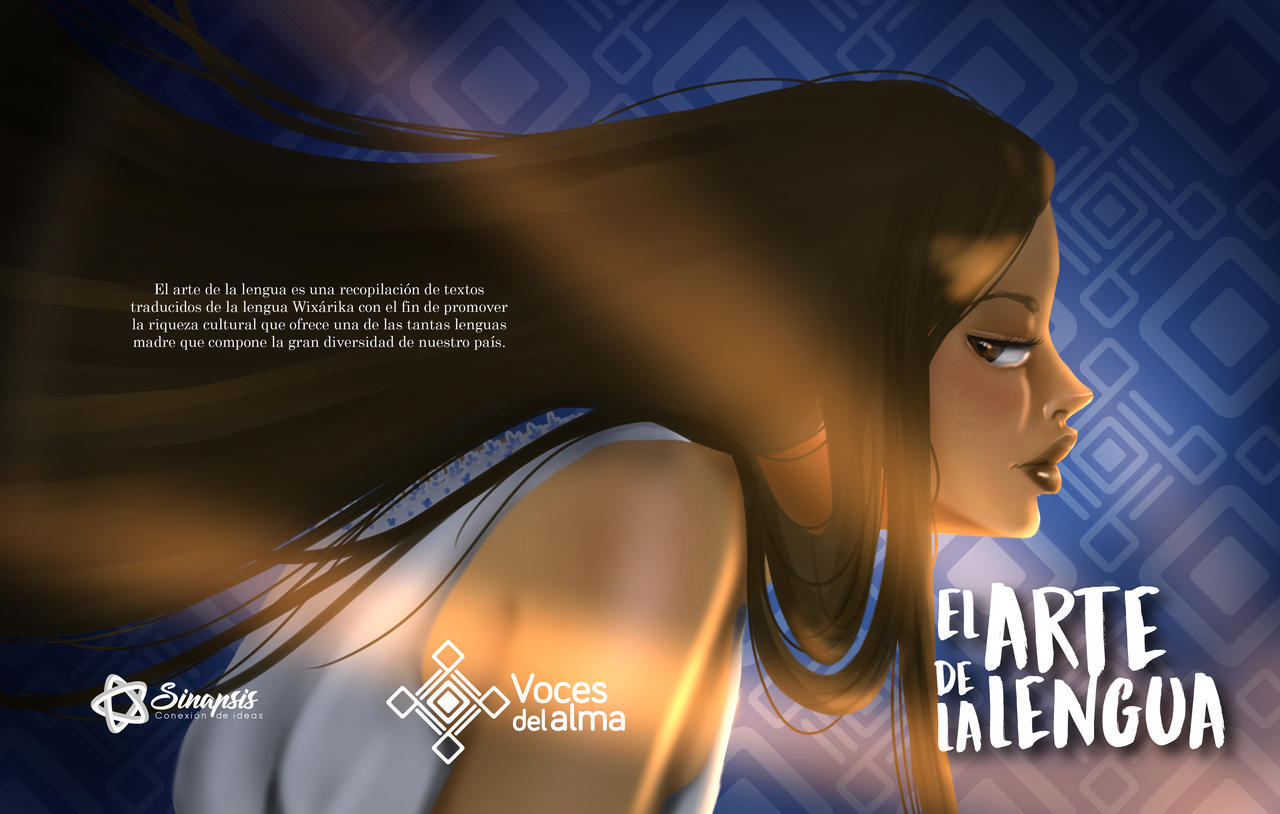 El arte de la lengua es una recopilación de textos
traducidos de la lengua Wixárika con el fin de promover
la riqueza cultural que ofrece una de las tantas lenguas
madre que compone la gran diversidad de nuestro país.
Sinapsis
Conexión de ideas
Voces
del alma
EL ARTE
DE
LA LENGUA